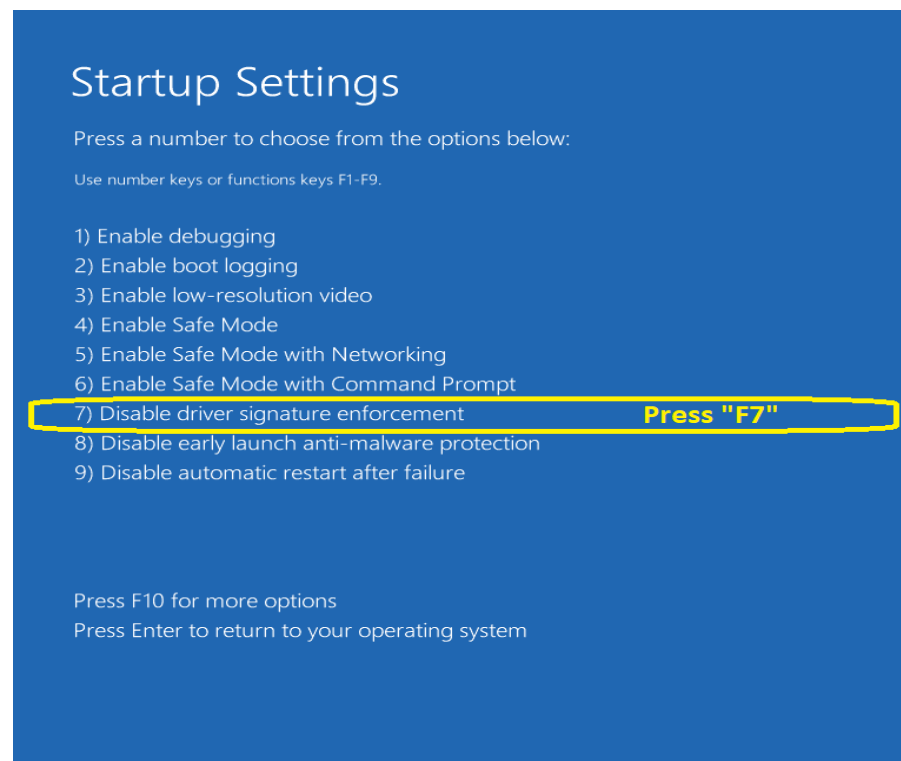 Startup Settings
Press a number to choose from the options below:
Use number keys or functions keys F1-F9.
1) Enable debugging
2) Enable boot logging
3) Enable low-resolution video
4) Enable Safe Mode
5) Enable Safe Mode with Networking
6) Enable Safe Mode with Command Prompt
7) Disable driver signature enforcement Press "F7"
8) Disable early launch anti-malware protection
9) Disable automatic restart after failure
Press F10 for more options
Press Enter to return to your operating system